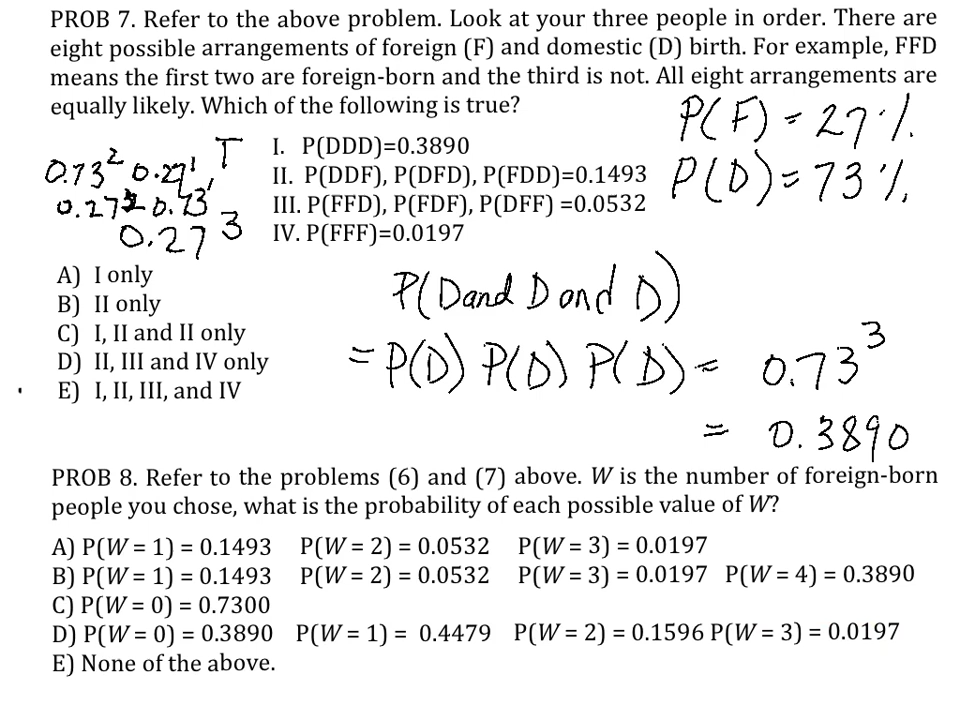 PROB 7. Refer to the above problem. Look at your three people in order. There are
eight possible arrangements of foreign (F) and domestic (D) birth. For example, FFD
means the first two are foreign-born and the third is not. All eight arrangements are
equally likely. Which of the following is true?
P(F) = 27%.
P(D) = 73%.
0.73² 0.27¹, T
0.27² 0.73¹
0.27³
I. P(DDD)=0.3890
II. P(DDF), P(DFD), P(FDD)=0.1493
III. P(FFD), P(FDF), P(DFF) =0.0532
IV. P(FFF)=0.0197
A) I only
B) II only
C) I, II and II only
D) II, III and IV only
E) I, II, III, and IV
P(D and D and D)
= P(D) P(D) P(D) = 0.73³
= 0.3890
PROB 8. Refer to the problems (6) and (7) above. W is the number of foreign-born
people you chose, what is the probability of each possible value of W?
A) P(W = 1) = 0.1493 P(W = 2) = 0.0532 P(W = 3) = 0.0197
B) P(W = 1) = 0.1493 P(W = 2) = 0.0532 P(W = 3) = 0.0197 P(W = 4) = 0.3890
C) P(W = 0) = 0.7300
D) P(W = 0) = 0.3890 P(W = 1) = 0.4479 P(W = 2) = 0.1596 P(W = 3) = 0.0197
E) None of the above.